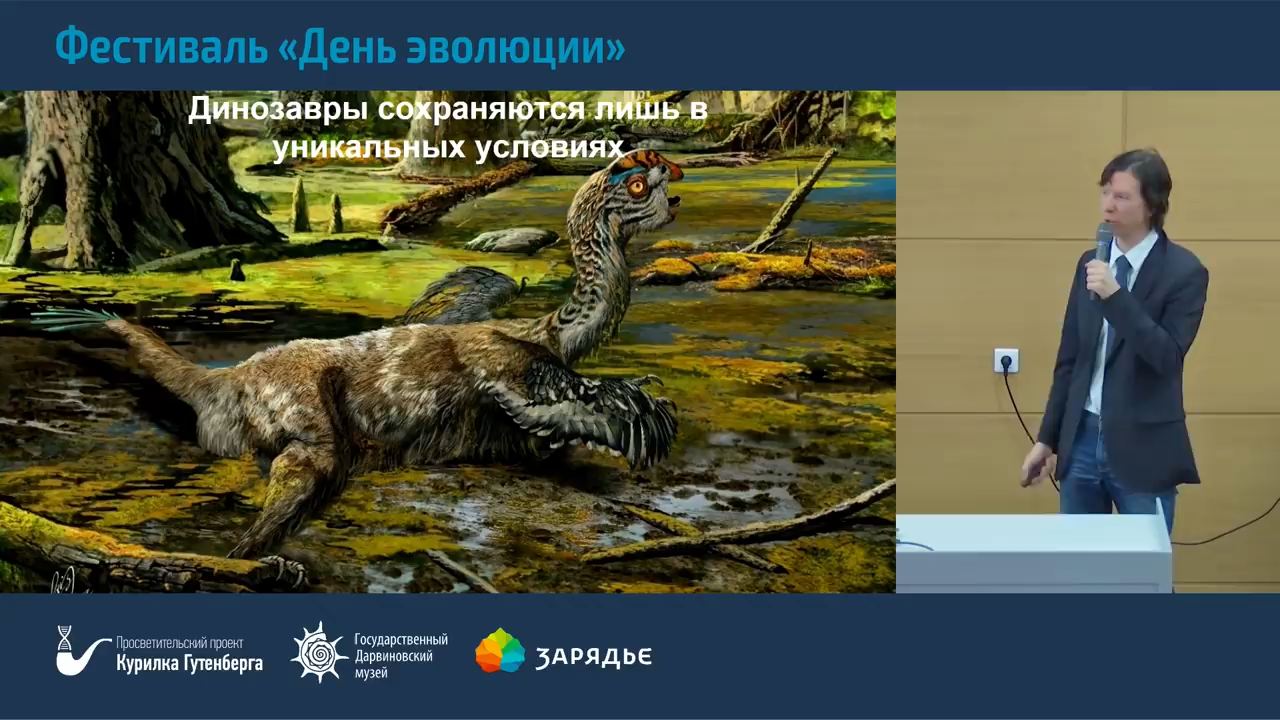 Фестиваль «День эволюции»
Динозавры сохраняются лишь в
уникальных условиях
Просветительский проект
Курилка Гутенберга
Государственный
Дарвиновский
музей
ЗАРЯДЬЕ